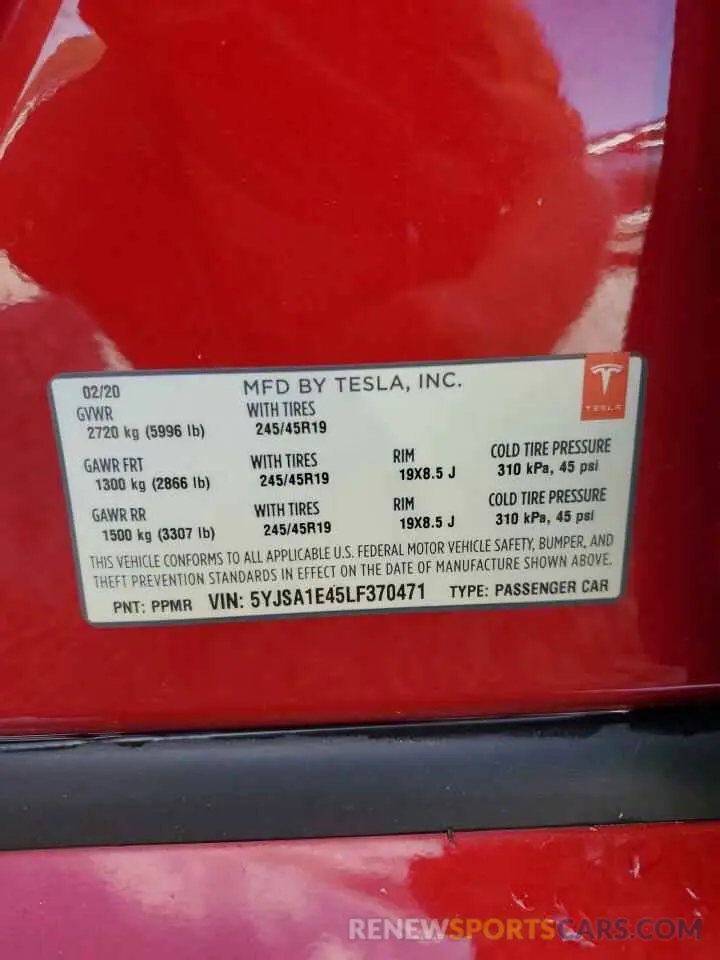 02/20 MFD BY TESLA, INC.
TESLA
GVWR WITH TIRES
2720 kg (5996 lb) 245/45R19
GAWR FRT WITH TIRES RIM COLD TIRE PRESSURE
1300 kg (2866 lb) 245/45R19 19X8.5 J 310 kPa, 45 psi
GAWR RR WITH TIRES RIM COLD TIRE PRESSURE
1500 kg (3307 lb) 245/45R19 19X8.5 J 310 kPa, 45 psi
THIS VEHICLE CONFORMS TO ALL APPLICABLE U.S. FEDERAL MOTOR VEHICLE SAFETY, BUMPER, AND
THEFT PREVENTION STANDARDS IN EFFECT ON THE DATE OF MANUFACTURE SHOWN ABOVE.
PNT: PPMR VIN: 5YJSA1E45LF370471 TYPE: PASSENGER CAR
RENEWSPORTSCARS.COM